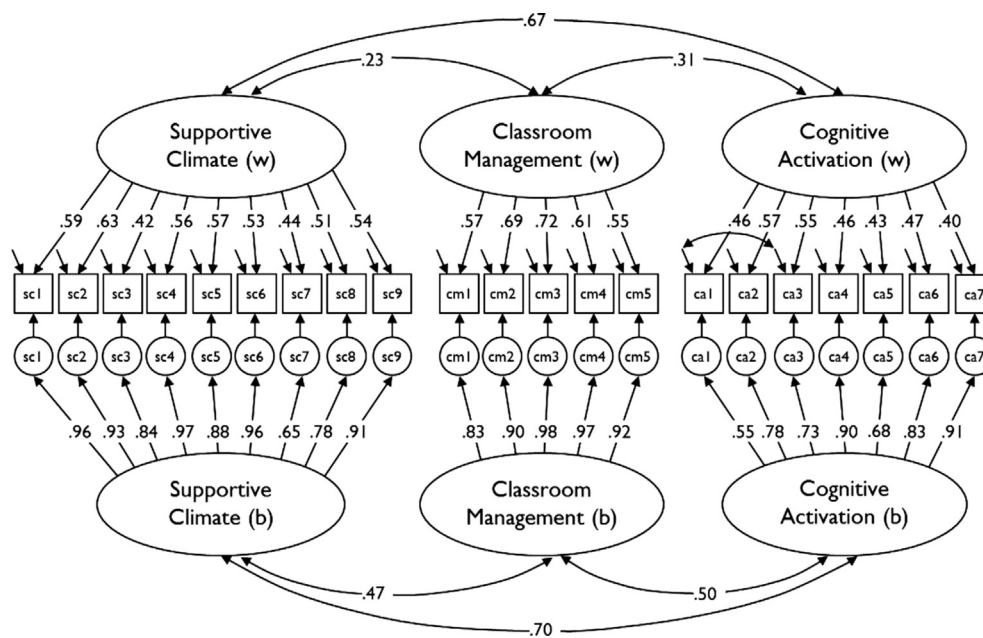 .67
.23 .31
Supportive
Climate (w)
Classroom
Management (w)
Cognitive
Activation (w)
.59 .63 .42 .56 .57 .53 .44 .51 .54 .57 .69 .72 .61 .55 .46 .57 .55 .46 .43 .47 .40
sc1 sc2 sc3 sc4 sc5 sc6 sc7 sc8 sc9 cm1 cm2 cm3 cm4 cm5 ca1 ca2 ca3 ca4 ca5 ca6 ca7
sc1 sc2 sc3 sc4 sc5 sc6 sc7 sc8 sc9 cm1 cm2 cm3 cm4 cm5 ca1 ca2 ca3 ca4 ca5 ca6 ca7
.96 .93 .84 .97 .88 .96 .65 .78 .91 .83 .90 .98 .97 .92 .55 .78 .73 .90 .68 .83 .91
Supportive
Climate (b)
Classroom
Management (b)
Cognitive
Activation (b)
.47 .50
.70